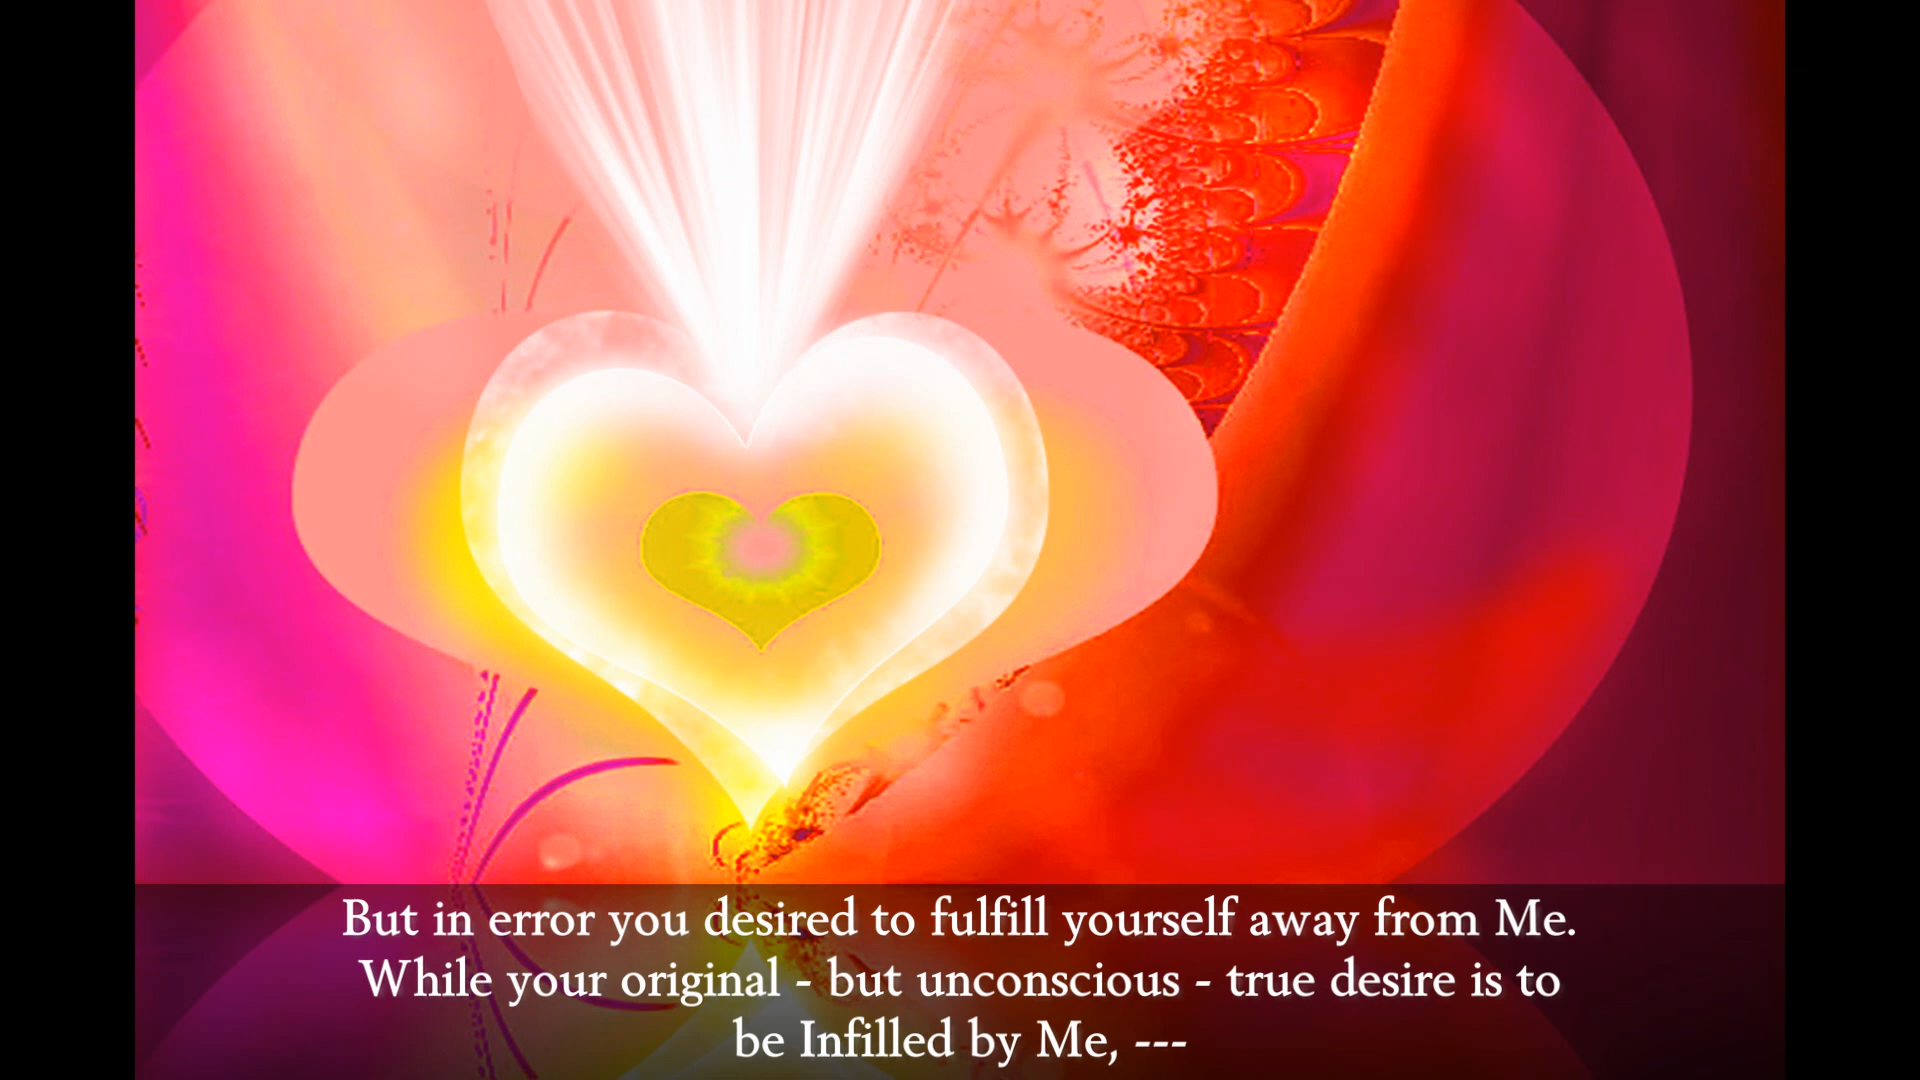 But in error you desired to fulfill yourself away from Me.
While your original - but unconscious - true desire is to
be Infilled by Me, ---